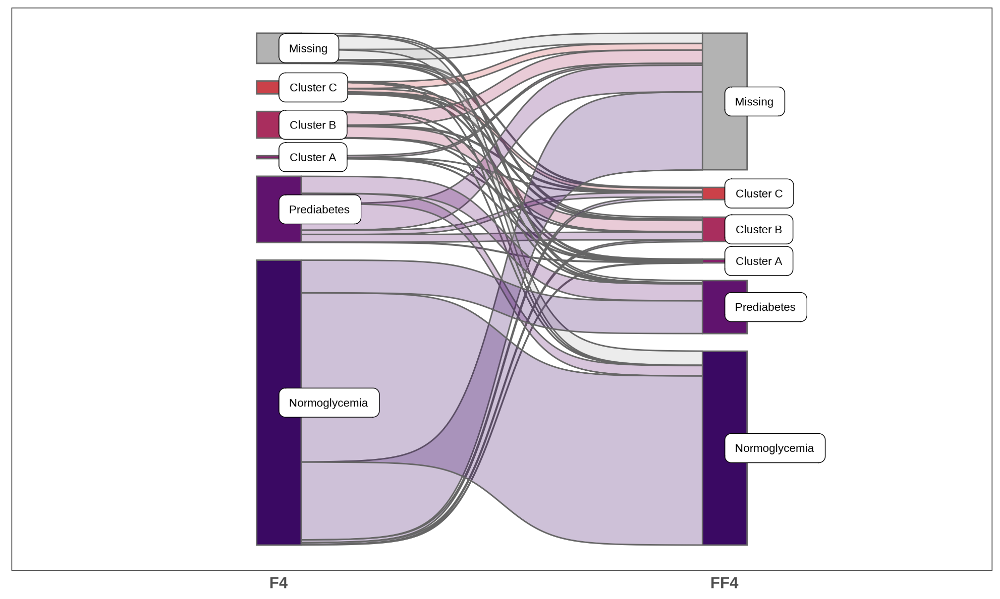 Missing
Cluster C
Cluster B
Cluster A
Prediabetes
Normoglycemia
Missing
Cluster C
Cluster B
Cluster A
Prediabetes
Normoglycemia
F4
FF4